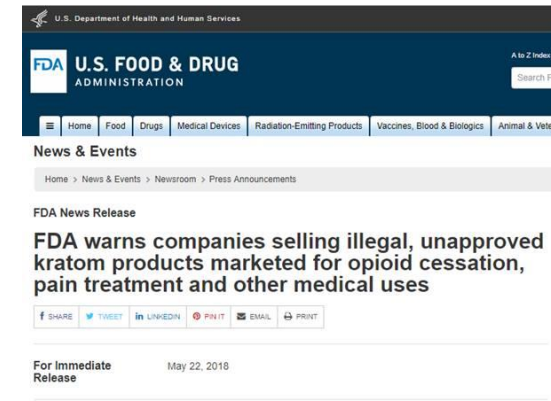 U.S. Department of Health and Human Services
FDA U.S. FOOD & DRUG
ADMINISTRATION
A to Z Index
Search F
Home Food Drugs Medical Devices Radiation-Emitting Products Vaccines, Blood & Biologics Animal & Vete
News & Events
Home > News & Events > Newsroom > Press Announcements
FDA News Release
FDA warns companies selling illegal, unapproved
kratom products marketed for opioid cessation,
pain treatment and other medical uses
f SHARE TWEET in LINKEDIN PIN IT EMAIL PRINT
For Immediate May 22, 2018
Release